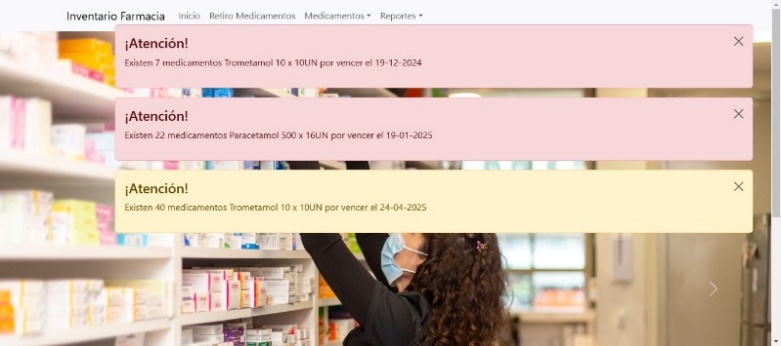 Inventario Farmacia Inicio Retiro Medicamentos Medicamentos Reportes
¡Atención!
Existen 7 medicamentos Trometamol 10 x 10UN por vencer el 19-12-2024
¡Atención!
Existen 22 medicamentos Paracetamol 500 x 16UN por vencer el 19-01-2025
¡Atención!
Existen 40 medicamentos Trometamol 10 x 10UN por vencer el 24-04-2025